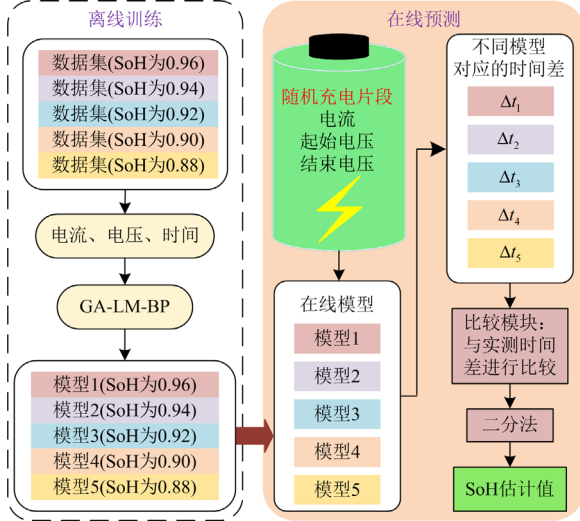 离线训练
数据集(SoH为0.96)
数据集(SoH为0.94)
数据集(SoH为0.92)
数据集(SoH为0.90)
数据集(SoH为0.88)
电流、电压、时间
GA-LM-BP
模型1(SoH为0.96)
模型2(SoH为0.94)
模型3(SoH为0.92)
模型4(SoH为0.90)
模型5(SoH为0.88)
在线预测
随机充电片段
电流
起始电压
结束电压
在线模型
模型1
模型2
模型3
模型4
模型5
不同模型
对应的时间差
Δt₁
Δt₂
Δt₃
Δt₄
Δt₅
比较模块：
与实测时间
差进行比较
二分法
SoH估计值